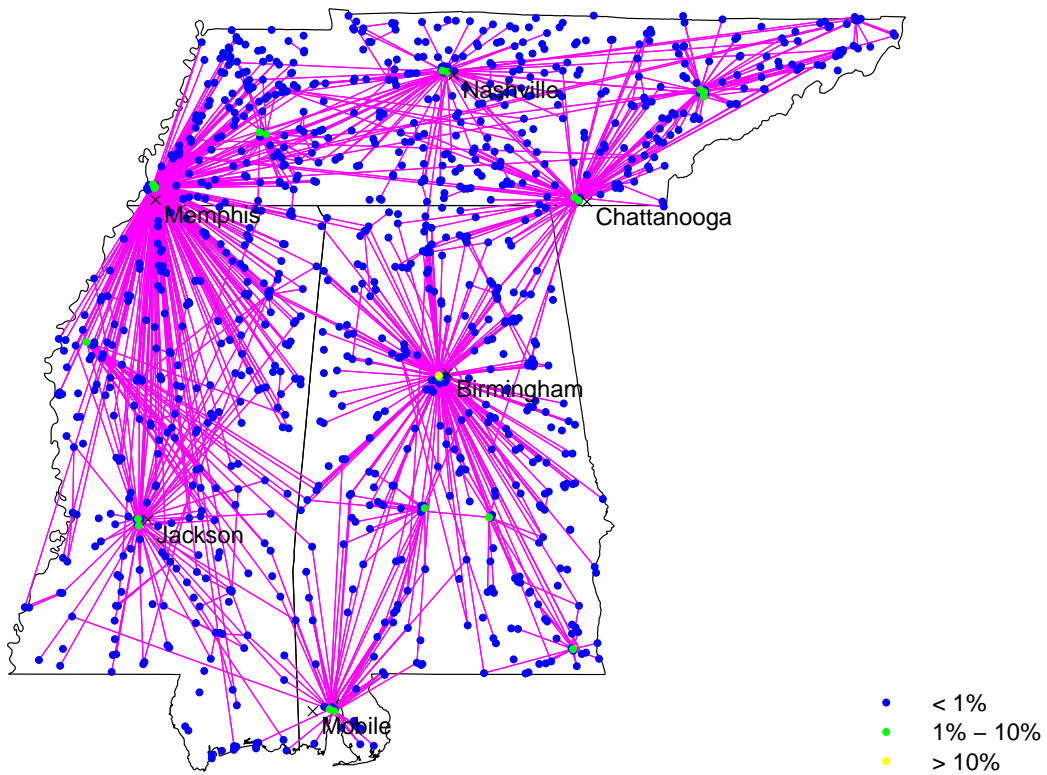 Nashville
Memphis
Chattanooga
Birmingham
Jackson
Mobile
< 1%
1% − 10%
> 10%